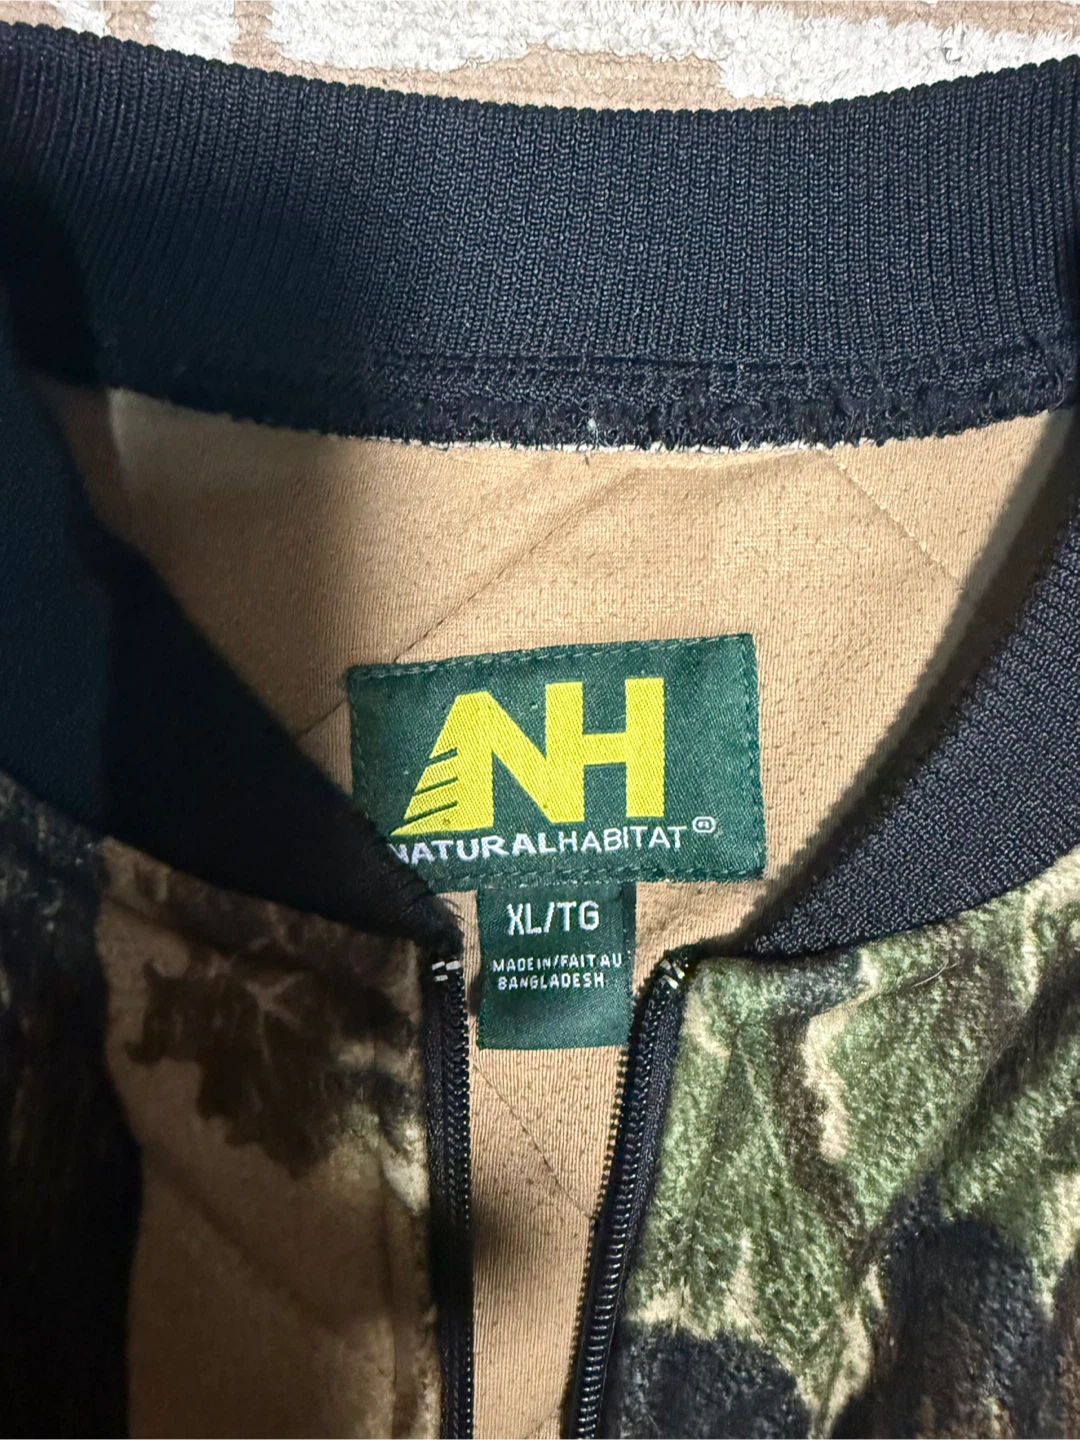 NH
NATURALHABITAT®
XL/TG
MADE IN/FAIT AU
BANGLADESH